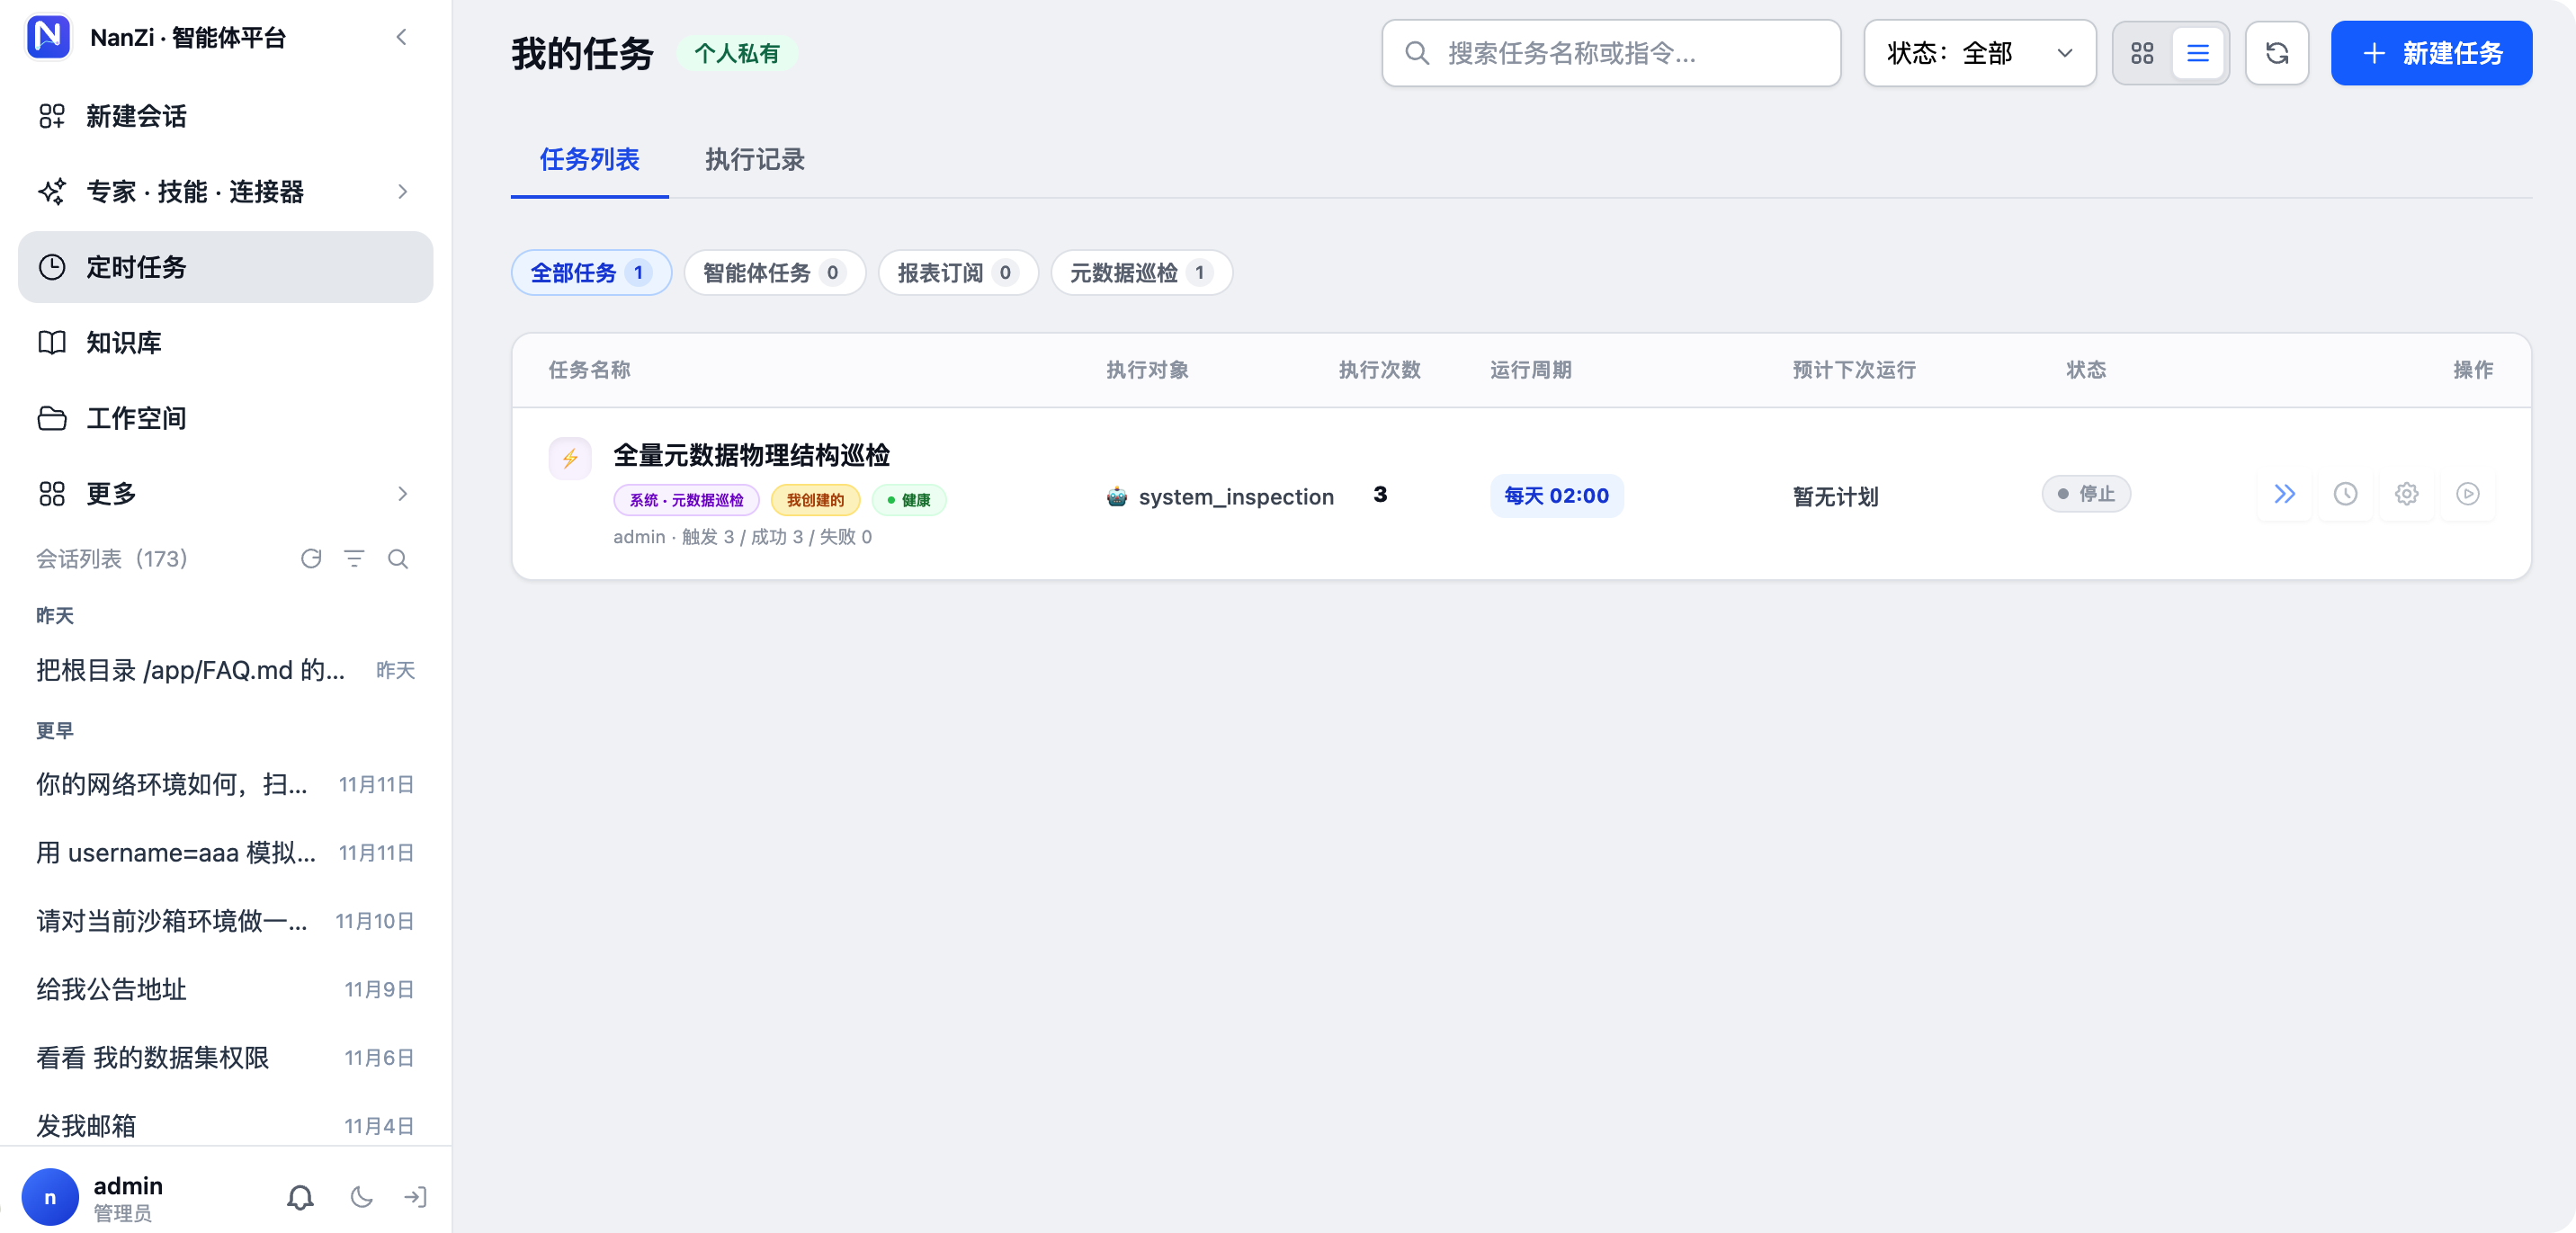 NanZi · 智能体平台
新建会话
专家 · 技能 · 连接器
定时任务
知识库
工作空间
更多
会话列表（173）
昨天
把根目录 /app/FAQ.md 的... 昨天
更早
你的网络环境如何，扫... 11月11日
用 username=aaa 模拟... 11月11日
请对当前沙箱环境做一... 11月10日
给我公告地址 11月9日
看看 我的数据集权限 11月6日
发我邮箱 11月4日
n
admin
管理员
我的任务 个人私有
搜索任务名称或指令...
状态：全部
新建任务
任务列表 执行记录
全部任务 1 智能体任务 0 报表订阅 0 元数据巡检 1
任务名称 执行对象 执行次数 运行周期 预计下次运行 状态 操作
全量元数据物理结构巡检
系统 · 元数据巡检 我创建的 健康
admin · 触发 3 / 成功 3 / 失败 0
system_inspection 3 每天 02:00 暂无计划 停止